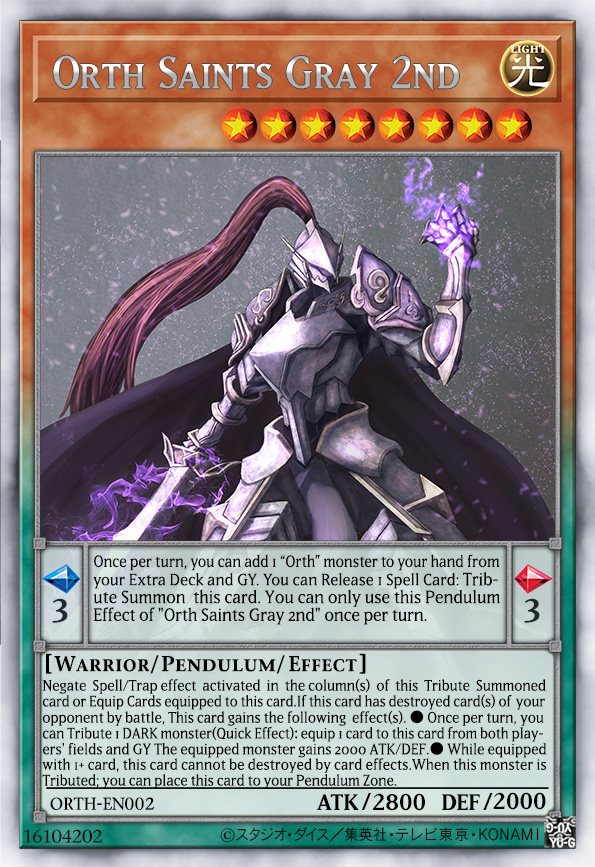 Orth Saints Gray 2nd
LIGHT
光
Once per turn, you can add 1 “Orth” monster to your hand from
your Extra Deck and GY. You can Release 1 Spell Card: Trib-
ute Summon this card. You can only use this Pendulum
Effect of "Orth Saints Gray 2nd" once per turn.
3
3
[Warrior/Pendulum/Effect]
Negate Spell/Trap effect activated in the column(s) of this Tribute Summoned
card or Equip Cards equipped to this card.If this card has destroyed card(s) of your
opponent by battle, This card gains the following effect(s). ● Once per turn, you
can Tribute 1 DARK monster(Quick Effect): equip 1 card to this card from both play-
ers' fields and GY The equipped monster gains 2000 ATK/DEF.● While equipped
with 1+ card, this card cannot be destroyed by card effects.When this monster is
Tributed; you can place this card to your Pendulum Zone.
ORTH-EN002 ATK/2800 DEF/2000
16104202 ©スタジオ・ダイス／集英社・テレビ東京・KONAMI